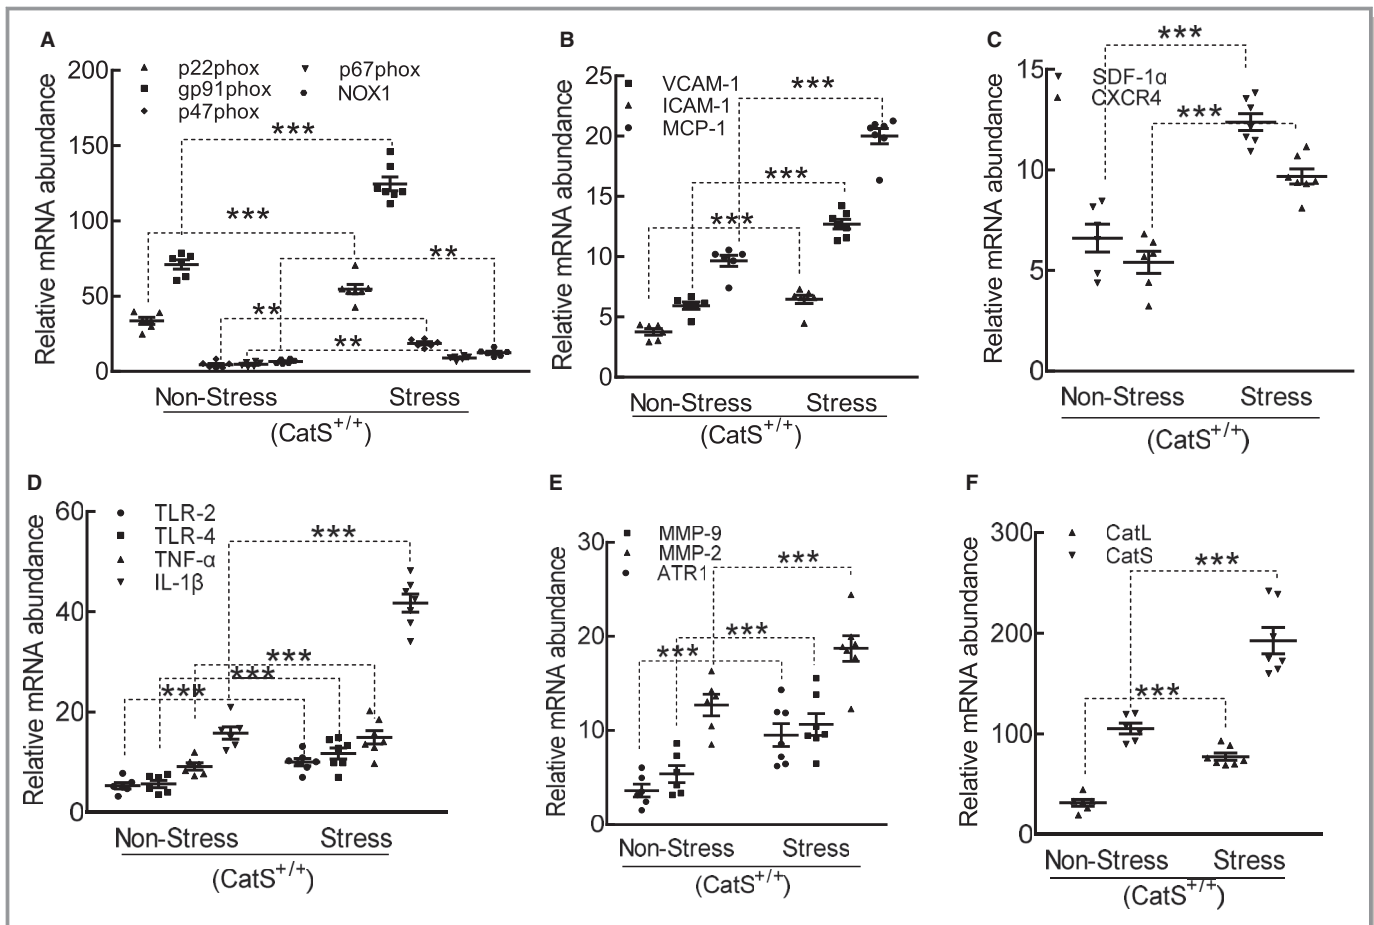 A
p22phox
gp91phox
p47phox
p67phox
NOX1
Relative mRNA abundance
200
150
100
50
0
***
***
**
**
**
Non-Stress Stress
(CatS+/+)
B
VCAM-1
ICAM-1
MCP-1
Relative mRNA abundance
25
20
15
10
5
0
***
***
***
Non-Stress Stress
(CatS+/+)
C
SDF-1α
CXCR4
Relative mRNA abundance
15
10
5
0
***
***
Non-Stress Stress
(CatS+/+)
D
TLR-2
TLR-4
TNF-α
IL-1β
Relative mRNA abundance
60
40
20
0
***
***
***
***
Non-Stress Stress
(CatS+/+)
E
MMP-9
MMP-2
ATR1
Relative mRNA abundance
30
20
10
0
***
***
***
Non-Stress Stress
(CatS+/+)
F
CatL
CatS
Relative mRNA abundance
300
200
100
0
***
***
Non-Stress Stress
(CatS+/+)